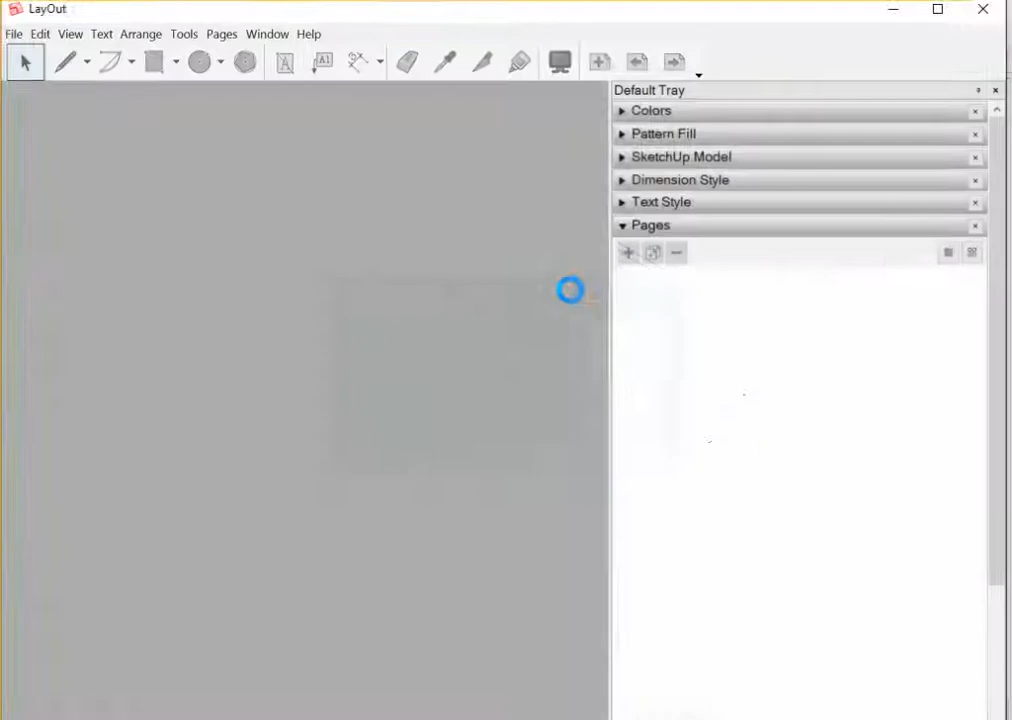 LayOut
File Edit View Text Arrange Tools Pages Window Help
A A1
Default Tray
Colors
Pattern Fill
SketchUp Model
Dimension Style
Text Style
Pages